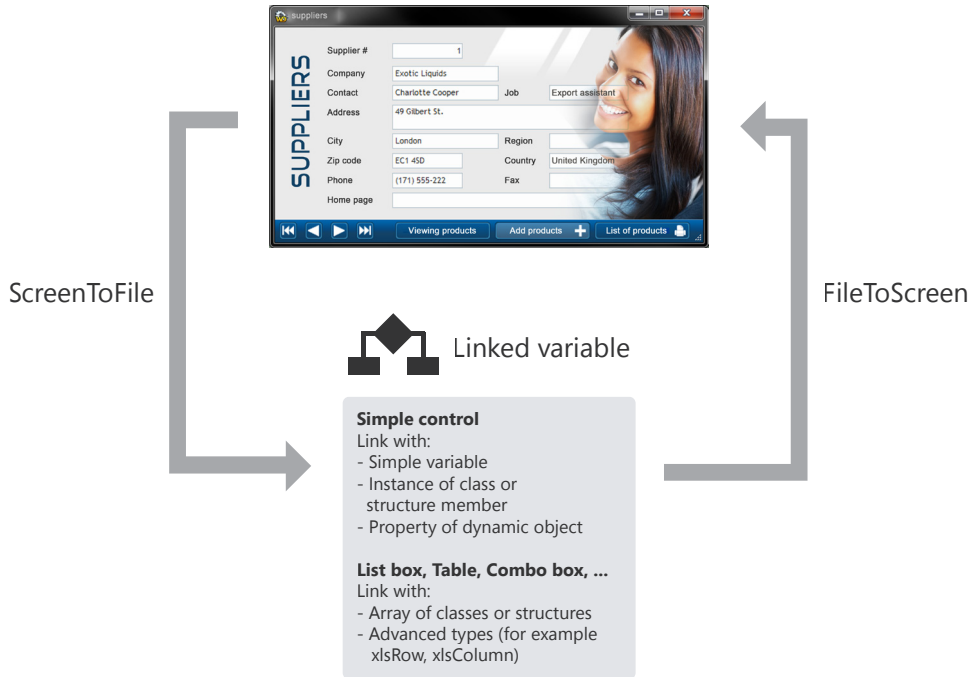 suppliers
SUPPLIERS
Supplier # 1
Company Exotic Liquids
Contact Charlotte Cooper Job Export assistant
Address 49 Gilbert St.
City London Region
Zip code EC1 4SD Country United Kingdom
Phone (171) 555-222 Fax
Home page
Viewing products Add products List of products
ScreenToFile
FileToScreen
Linked variable
Simple control
Link with:
- Simple variable
- Instance of class or
structure member
- Property of dynamic object
List box, Table, Combo box, ...
Link with:
- Array of classes or structures
- Advanced types (for example
xlsRow, xlsColumn)